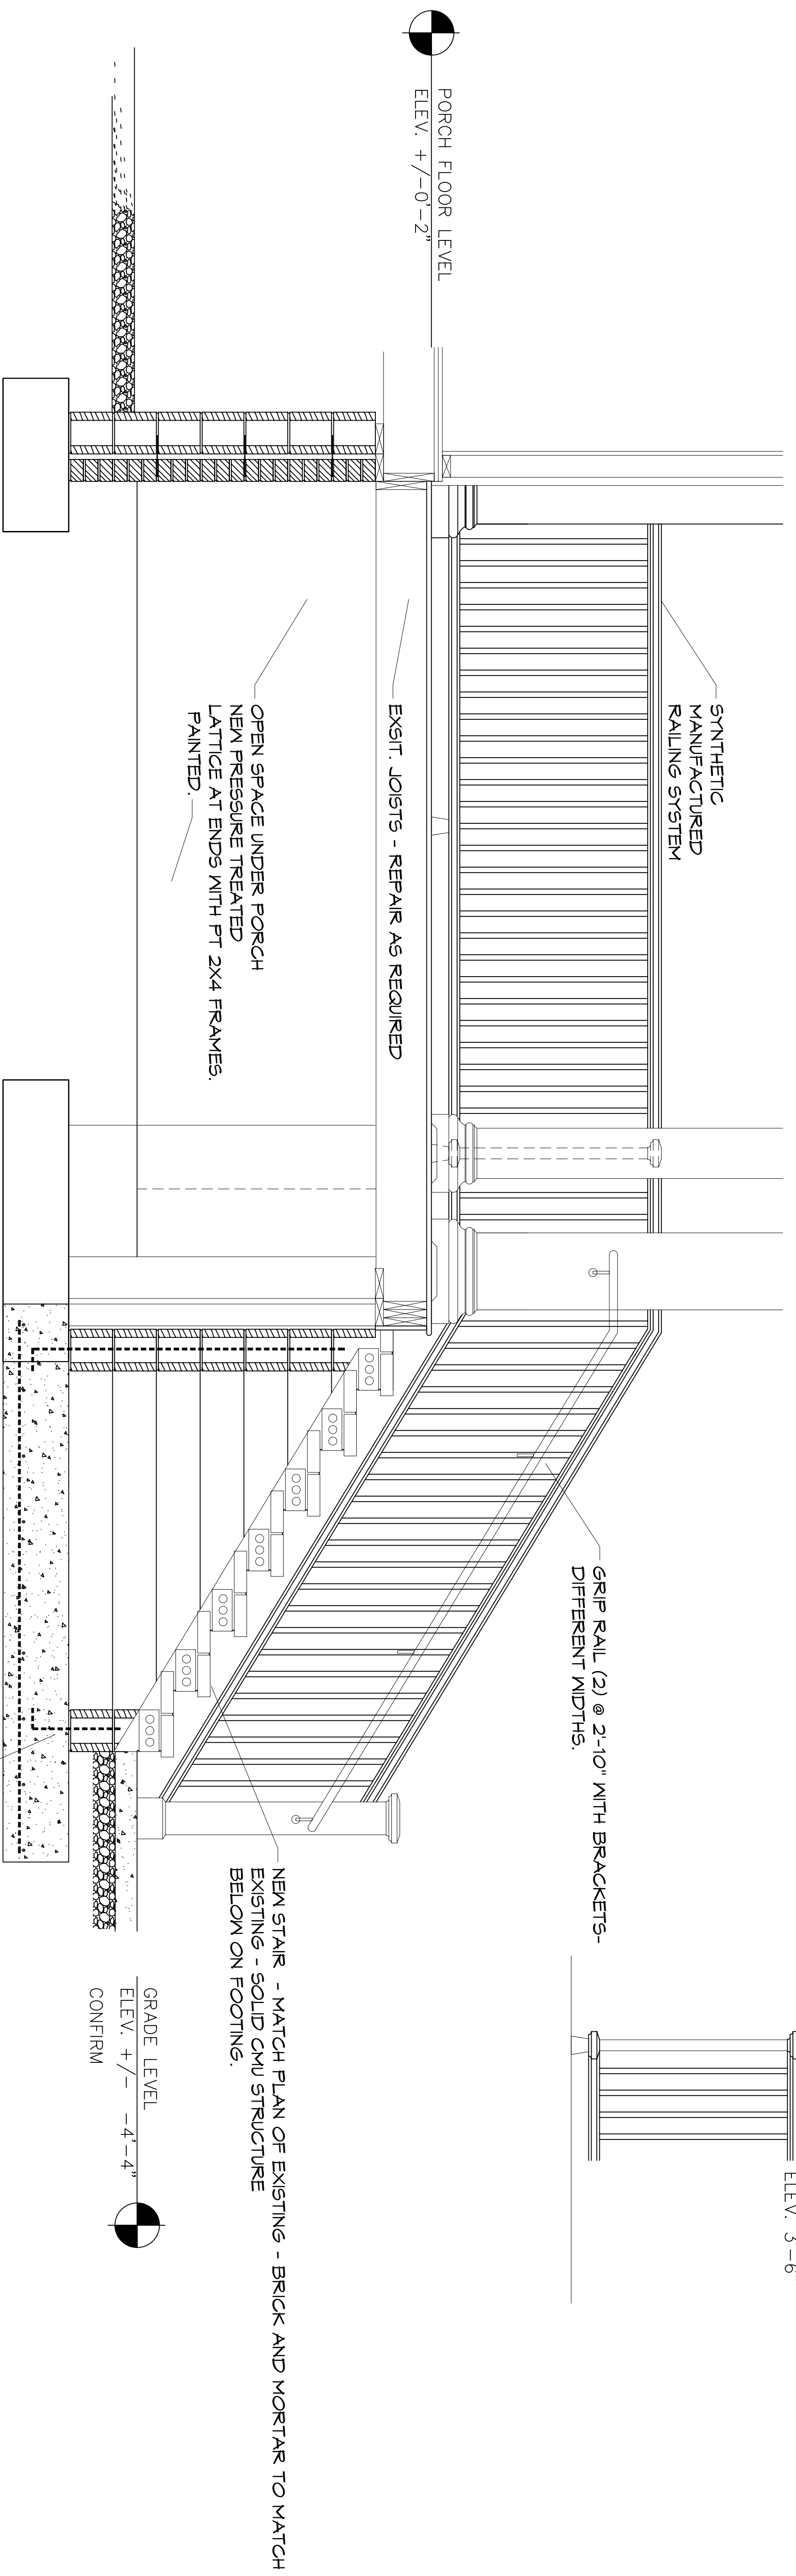 PORCH FLOOR LEVEL
ELEV. +/-0'-2"
SYNTHETIC
MANUFACTURED
RAILING SYSTEM
EXSIT. JOISTS - REPAIR AS REQUIRED
OPEN SPACE UNDER PORCH
NEW PRESSURE TREATED
LATTICE AT ENDS WITH PT 2X4 FRAMES.
PAINTED.
GRIP RAIL (2) @ 2'-10" WITH BRACKETS-
DIFFERENT WIDTHS.
NEW STAIR - MATCH PLAN OF EXISTING - BRICK AND MORTAR TO MATCH
EXISTING - SOLID CMU STRUCTURE
BELOW ON FOOTING.
GRADE LEVEL
ELEV. +/- -4'-4"
CONFIRM
ELEV. 3-6